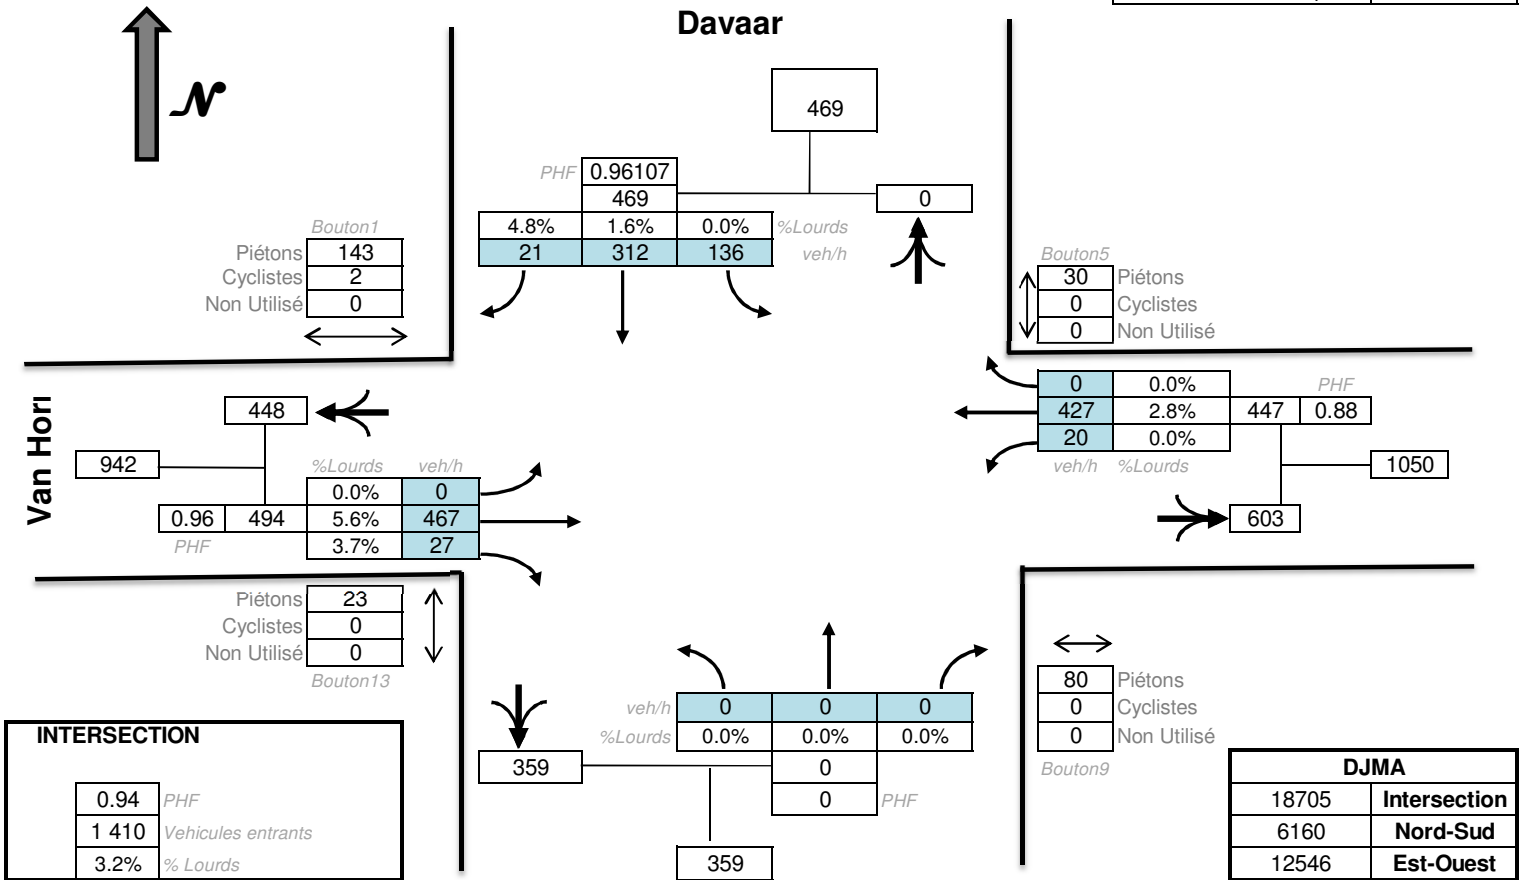 Davaar
N
469
PHF 0.96107
469
0
4.8% 1.6% 0.0% %Lourds
21 312 136 veh/h
Bouton1
Piétons 143
Cyclistes 2
Non Utilisé 0
Bouton5
30 Piétons
0 Cyclistes
0 Non Utilisé
Van Hori
448
942
%Lourds veh/h
0.0% 0
0.96 494 5.6% 467
PHF 3.7% 27
0 0.0% PHF
427 2.8% 447 0.88
20 0.0%
veh/h %Lourds
1050
603
Piétons 23
Cyclistes 0
Non Utilisé 0
Bouton13
veh/h 0 0 0
%Lourds 0.0% 0.0% 0.0%
359 0
0 PHF
359
80 Piétons
0 Cyclistes
0 Non Utilisé
Bouton9
INTERSECTION
0.94 PHF
1 410 Vehicules entrants
3.2% % Lourds
DJMA
18705 Intersection
6160 Nord-Sud
12546 Est-Ouest